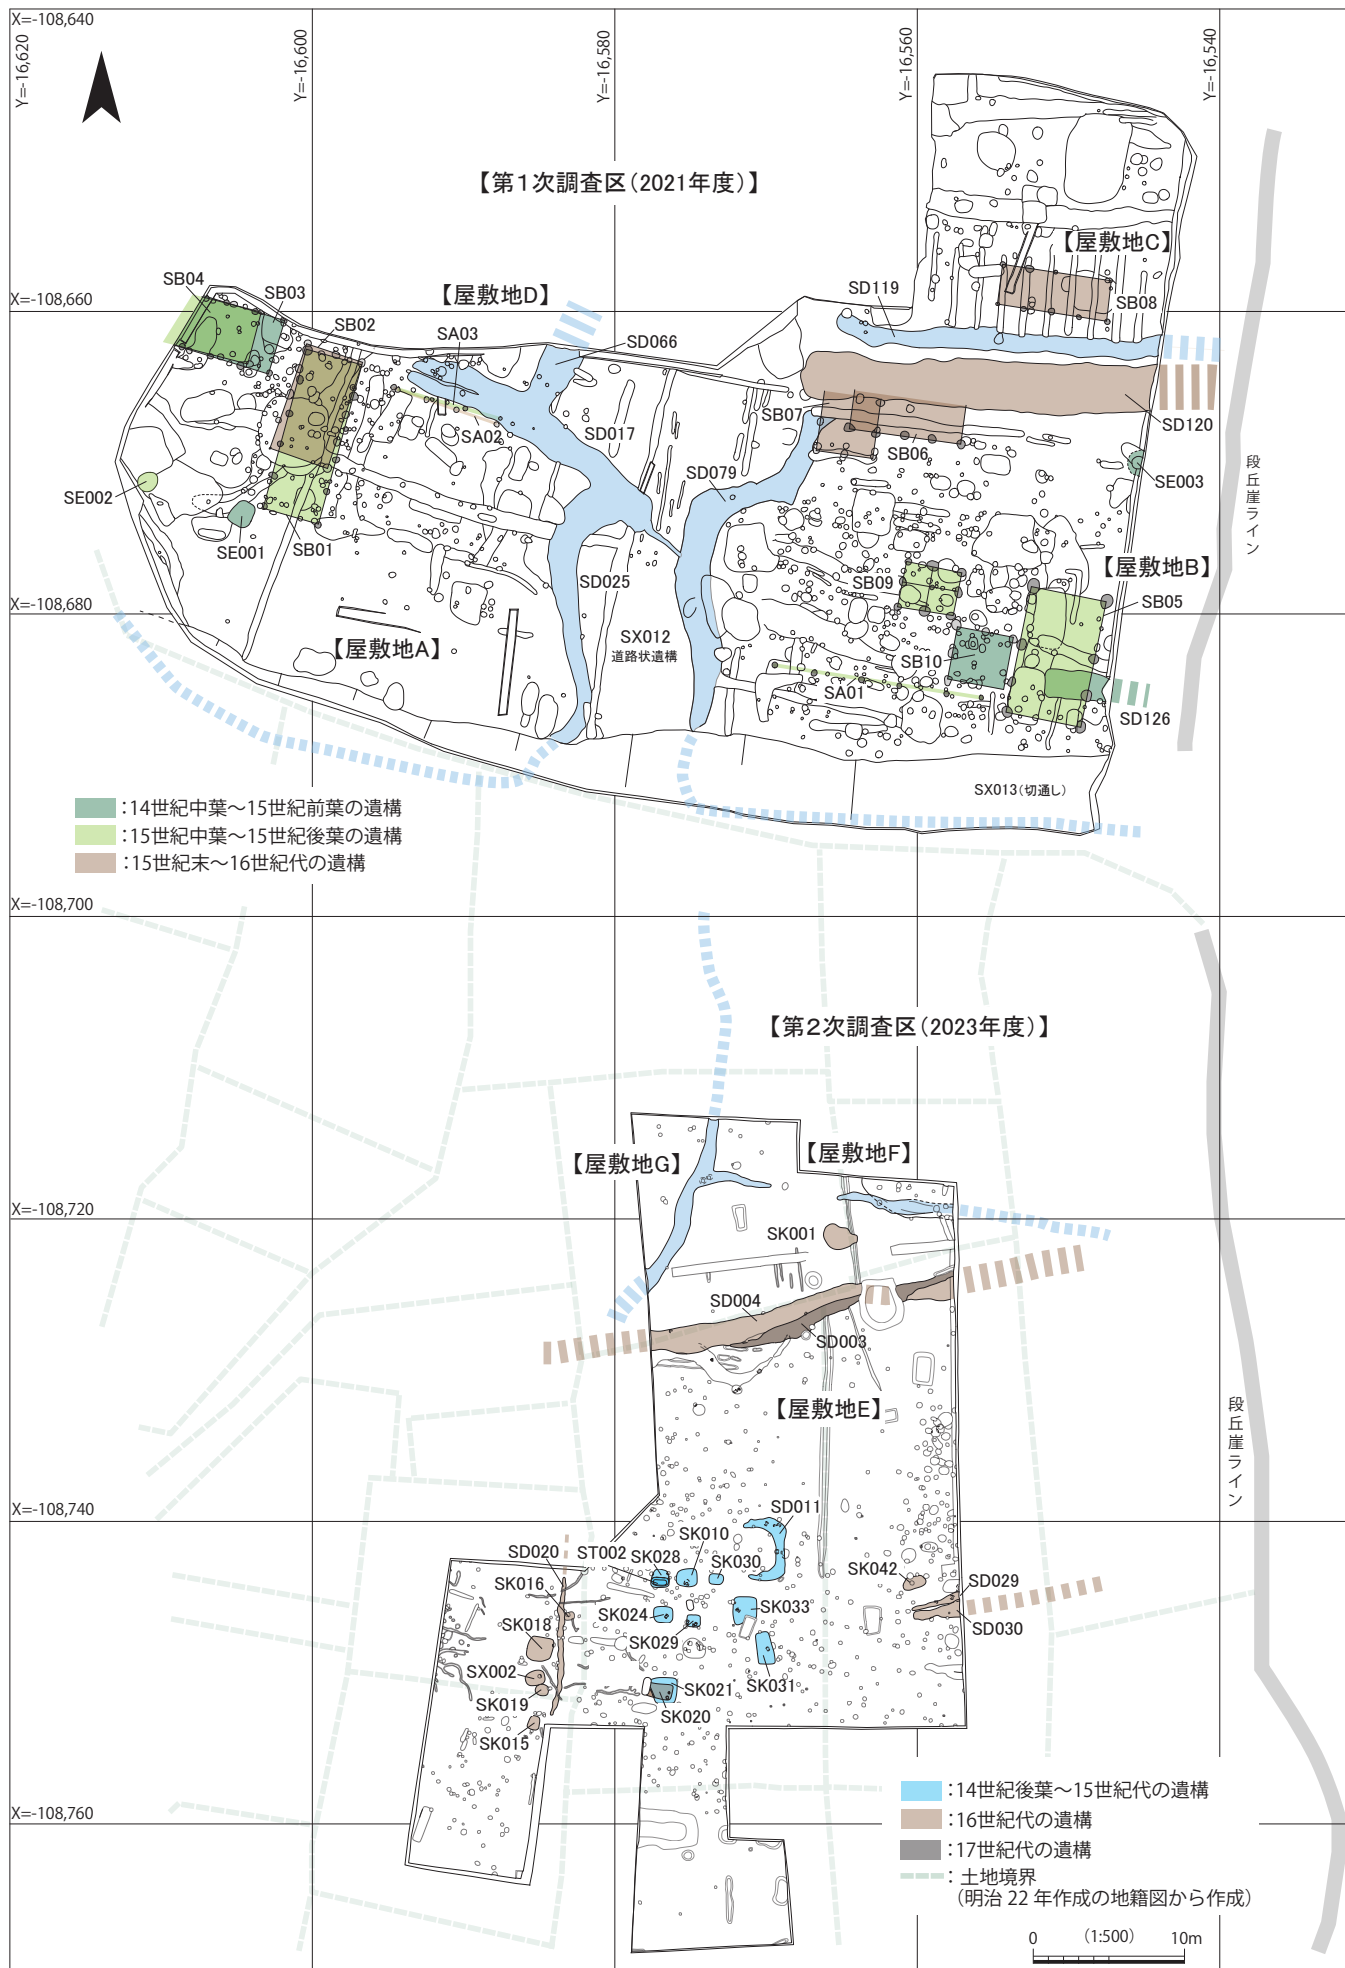 X=-108,640
Y=-16,620
Y=-16,600
Y=-16,580
Y=-16,560
Y=-16,540
【第1次調査区(2021年度)】
【屋敷地C】
SB04
SB03
【屋敷地D】
SD119
SB08
X=-108,660
SB02
SA03
SD066
SB07
SD120
SA02
SD017
SB06
SD079
SE003
段丘崖ライン
SE002
SE001
SB01
SD025
SB09
【屋敷地B】
SB05
X=-108,680
【屋敷地A】
SX012
道路状遺構
SB10
SA01
SD126
SX013(切通し)
:14世紀中葉～15世紀前葉の遺構
:15世紀中葉～15世紀後葉の遺構
:15世紀末～16世紀代の遺構
X=-108,700
【第2次調査区(2023年度)】
【屋敷地G】
【屋敷地F】
X=-108,720
SK001
SD004
SD003
【屋敷地E】
段丘崖ライン
X=-108,740
SD011
SK010
SD020
ST002
SK028
SK030
SK016
SK042
SD029
SK018
SK024
SK033
SD030
SK029
SX002
SK019
SK021
SK031
SK020
SK015
X=-108,760
:14世紀後葉～15世紀代の遺構
:16世紀代の遺構
:17世紀代の遺構
:土地境界
(明治22年作成の地籍図から作成)
0 (1:500) 10m